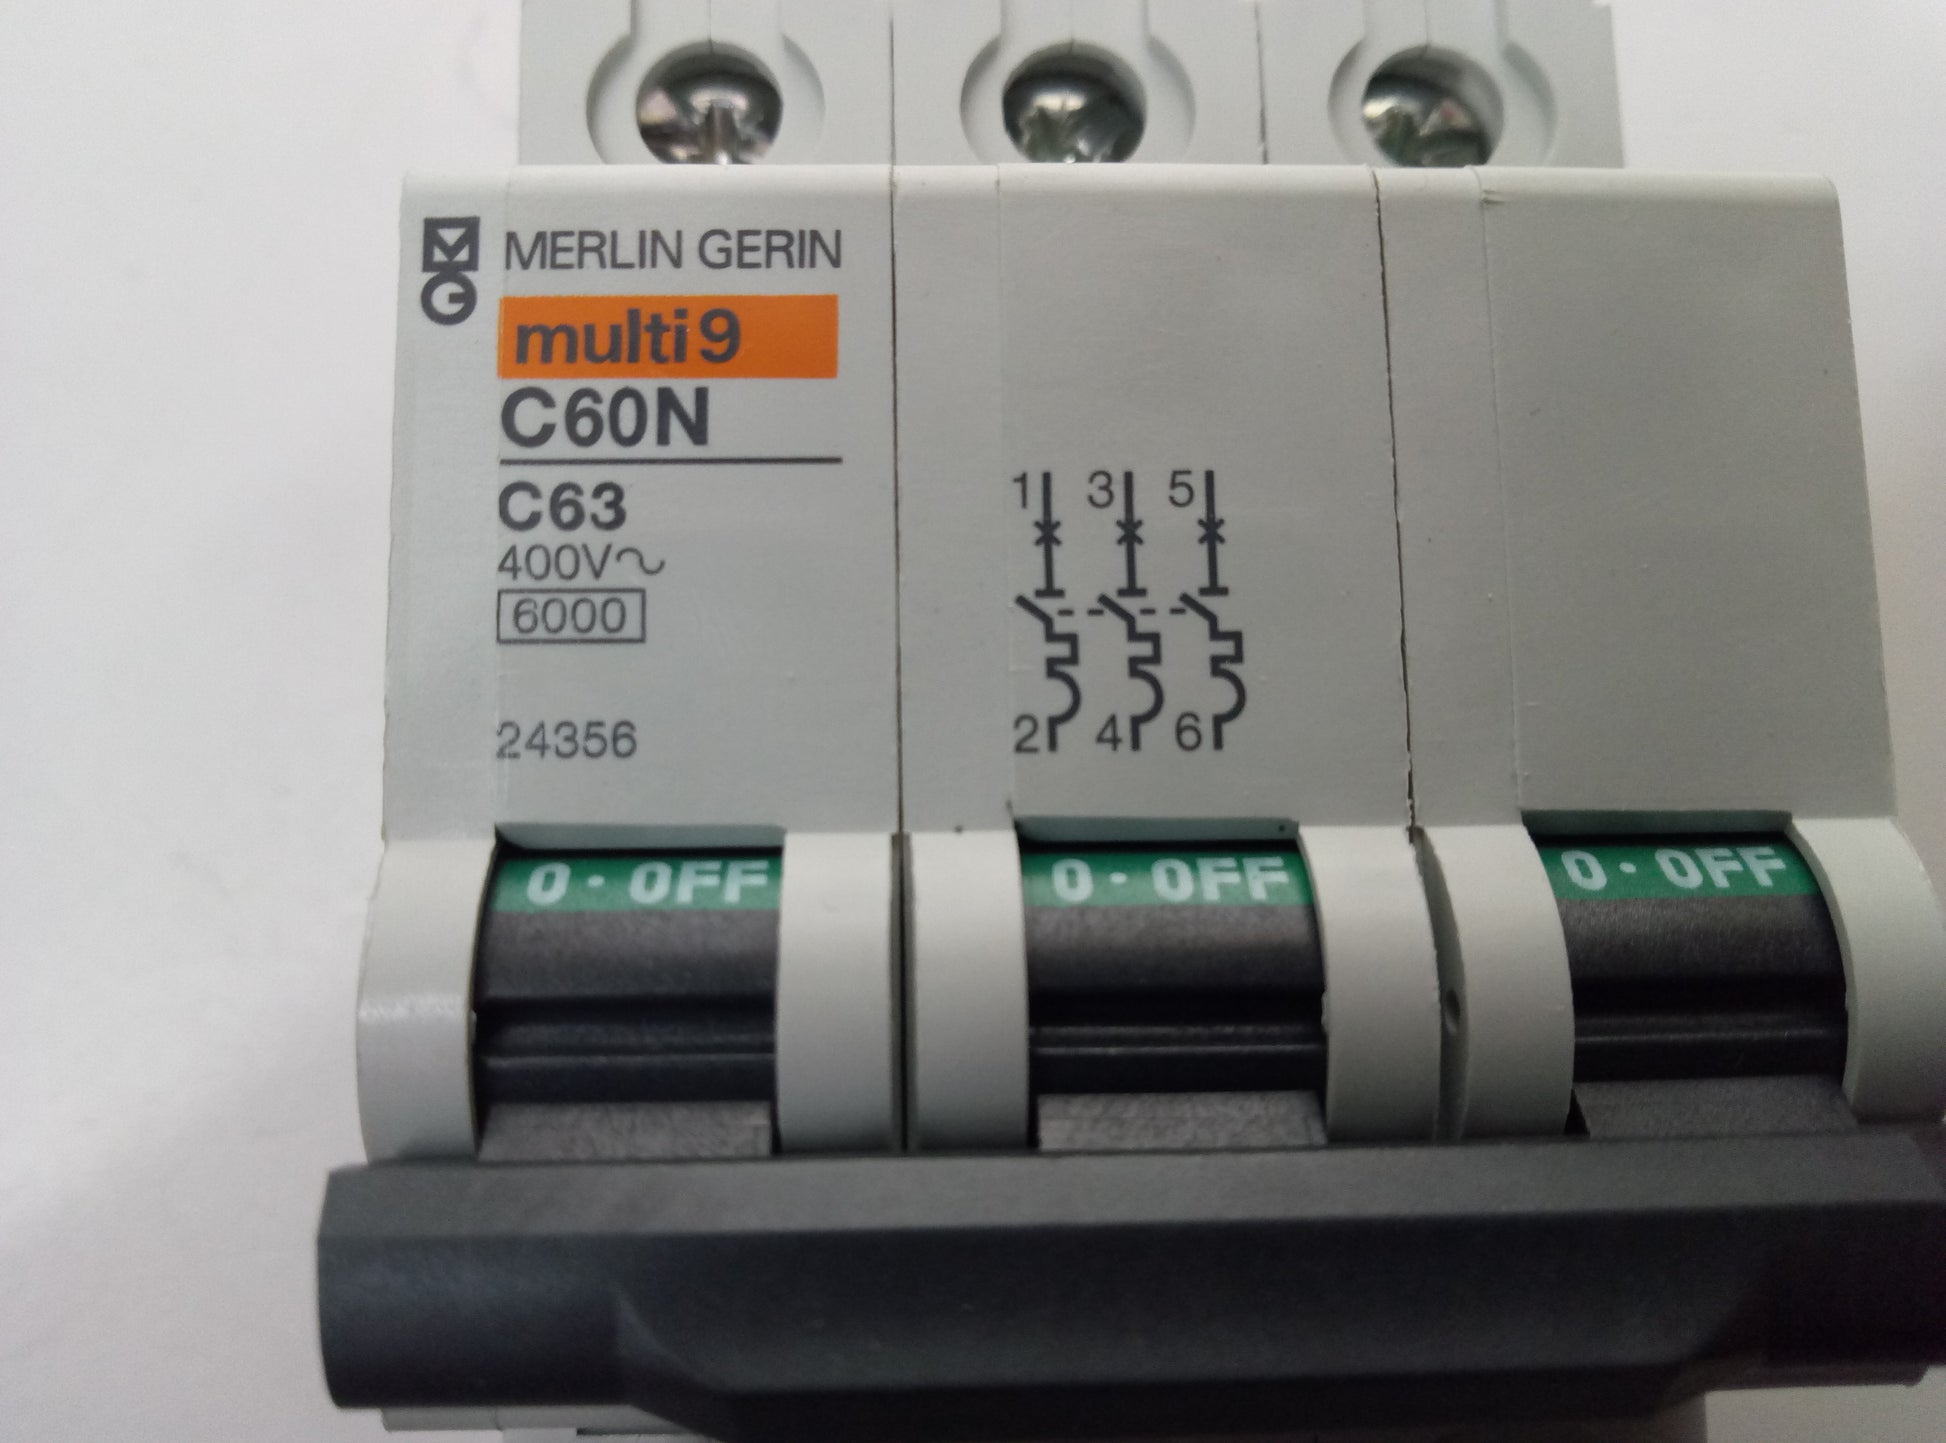 MG MERLIN GERIN
multi9
C60N
C63
400V~
6000
24356
1 3 5
2 4 6
0 · OFF 0 · OFF 0 · OFF